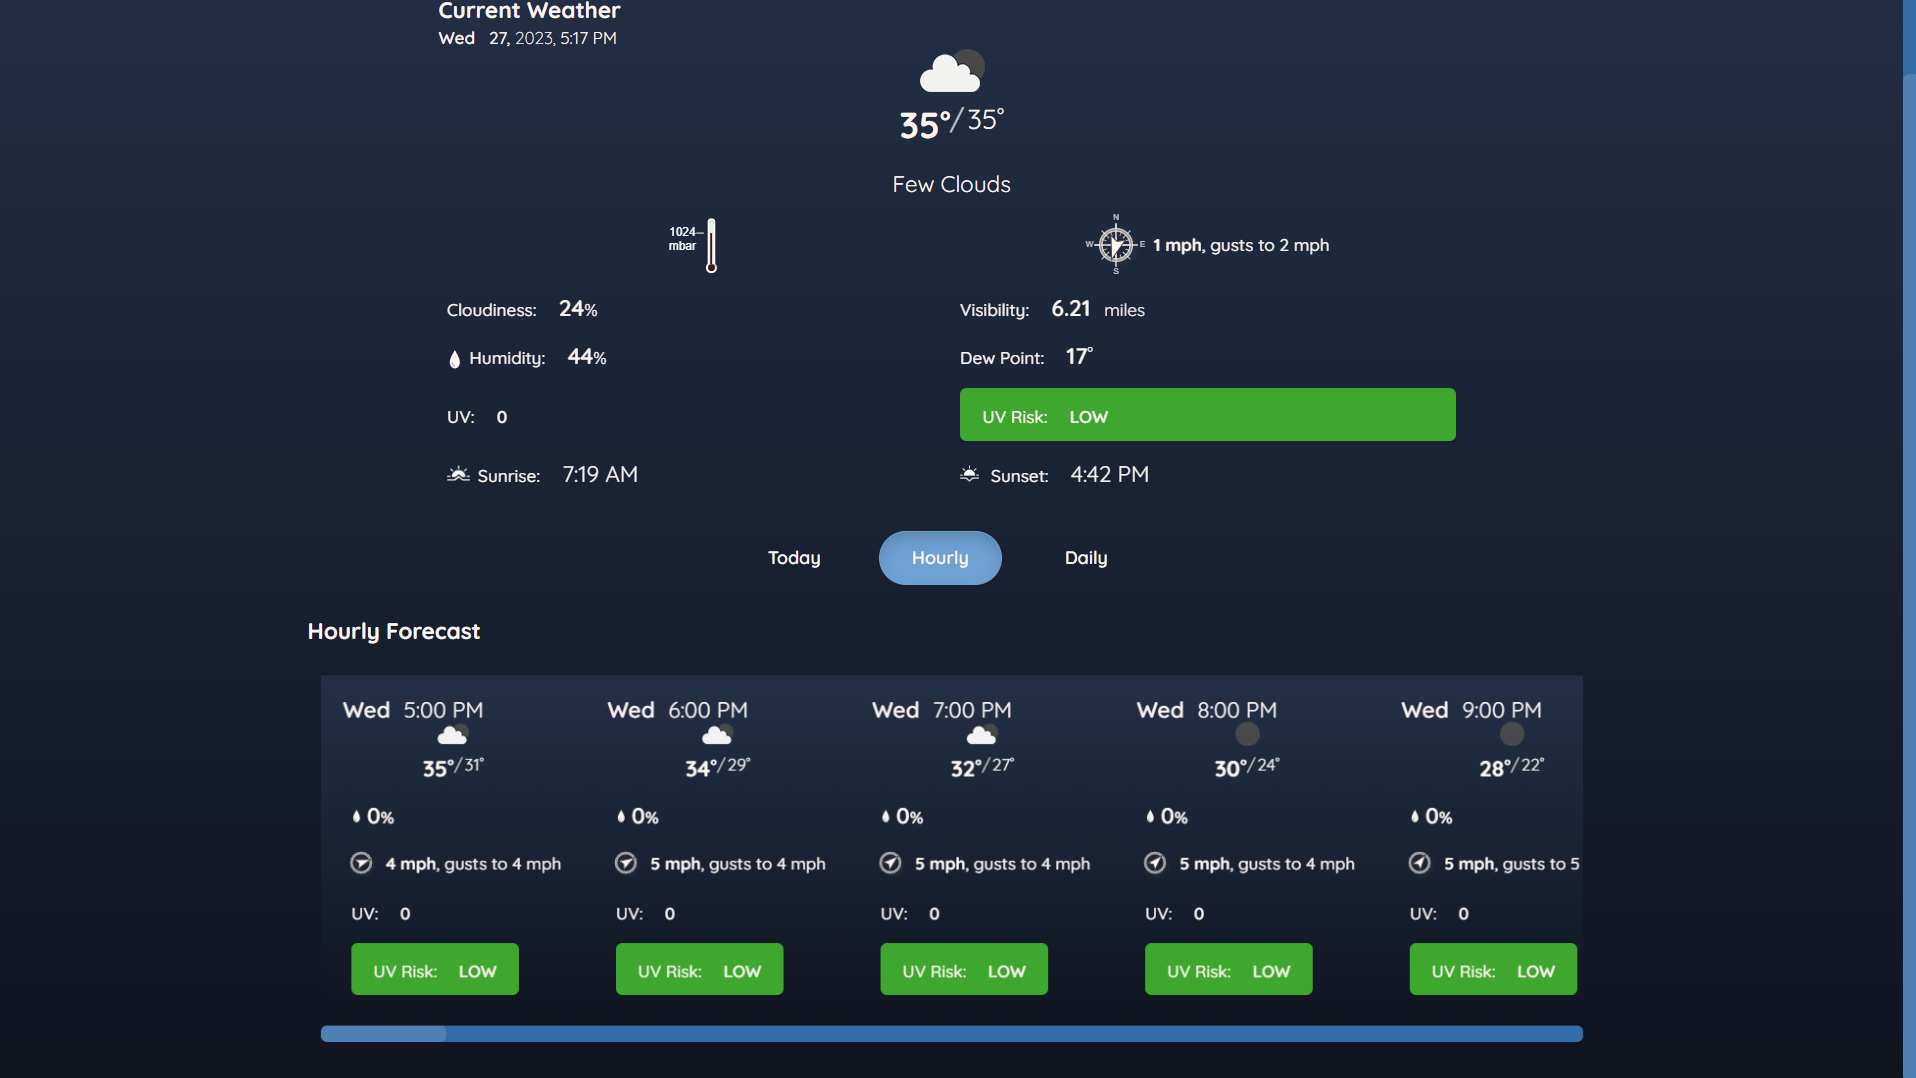 Current Weather
Wed 27, 2023, 5:17 PM
35°/35°
Few Clouds
1024
mbar
N
W E
S
1 mph, gusts to 2 mph
Cloudiness: 24%
Visibility: 6.21 miles
Humidity: 44%
Dew Point: 17°
UV: 0
UV Risk: LOW
Sunrise: 7:19 AM
Sunset: 4:42 PM
Today Hourly Daily
Hourly Forecast
Wed 5:00 PM
35°/31°
0%
4 mph, gusts to 4 mph
UV: 0
UV Risk: LOW
Wed 6:00 PM
34°/29°
0%
5 mph, gusts to 4 mph
UV: 0
UV Risk: LOW
Wed 7:00 PM
32°/27°
0%
5 mph, gusts to 4 mph
UV: 0
UV Risk: LOW
Wed 8:00 PM
30°/24°
0%
5 mph, gusts to 4 mph
UV: 0
UV Risk: LOW
Wed 9:00 PM
28°/22°
0%
5 mph, gusts to 5
UV: 0
UV Risk: LOW